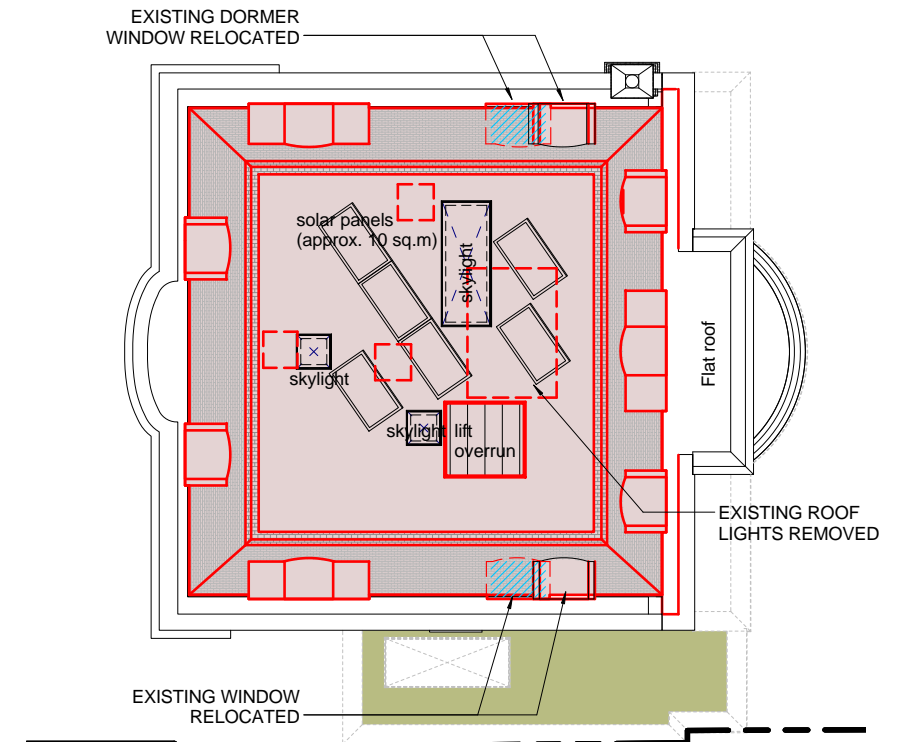 EXISTING DORMER
WINDOW RELOCATED
solar panels
(approx. 10 sq.m)
skylight
Flat roof
skylight
skylight
lift
overrun
EXISTING ROOF
LIGHTS REMOVED
EXISTING WINDOW
RELOCATED